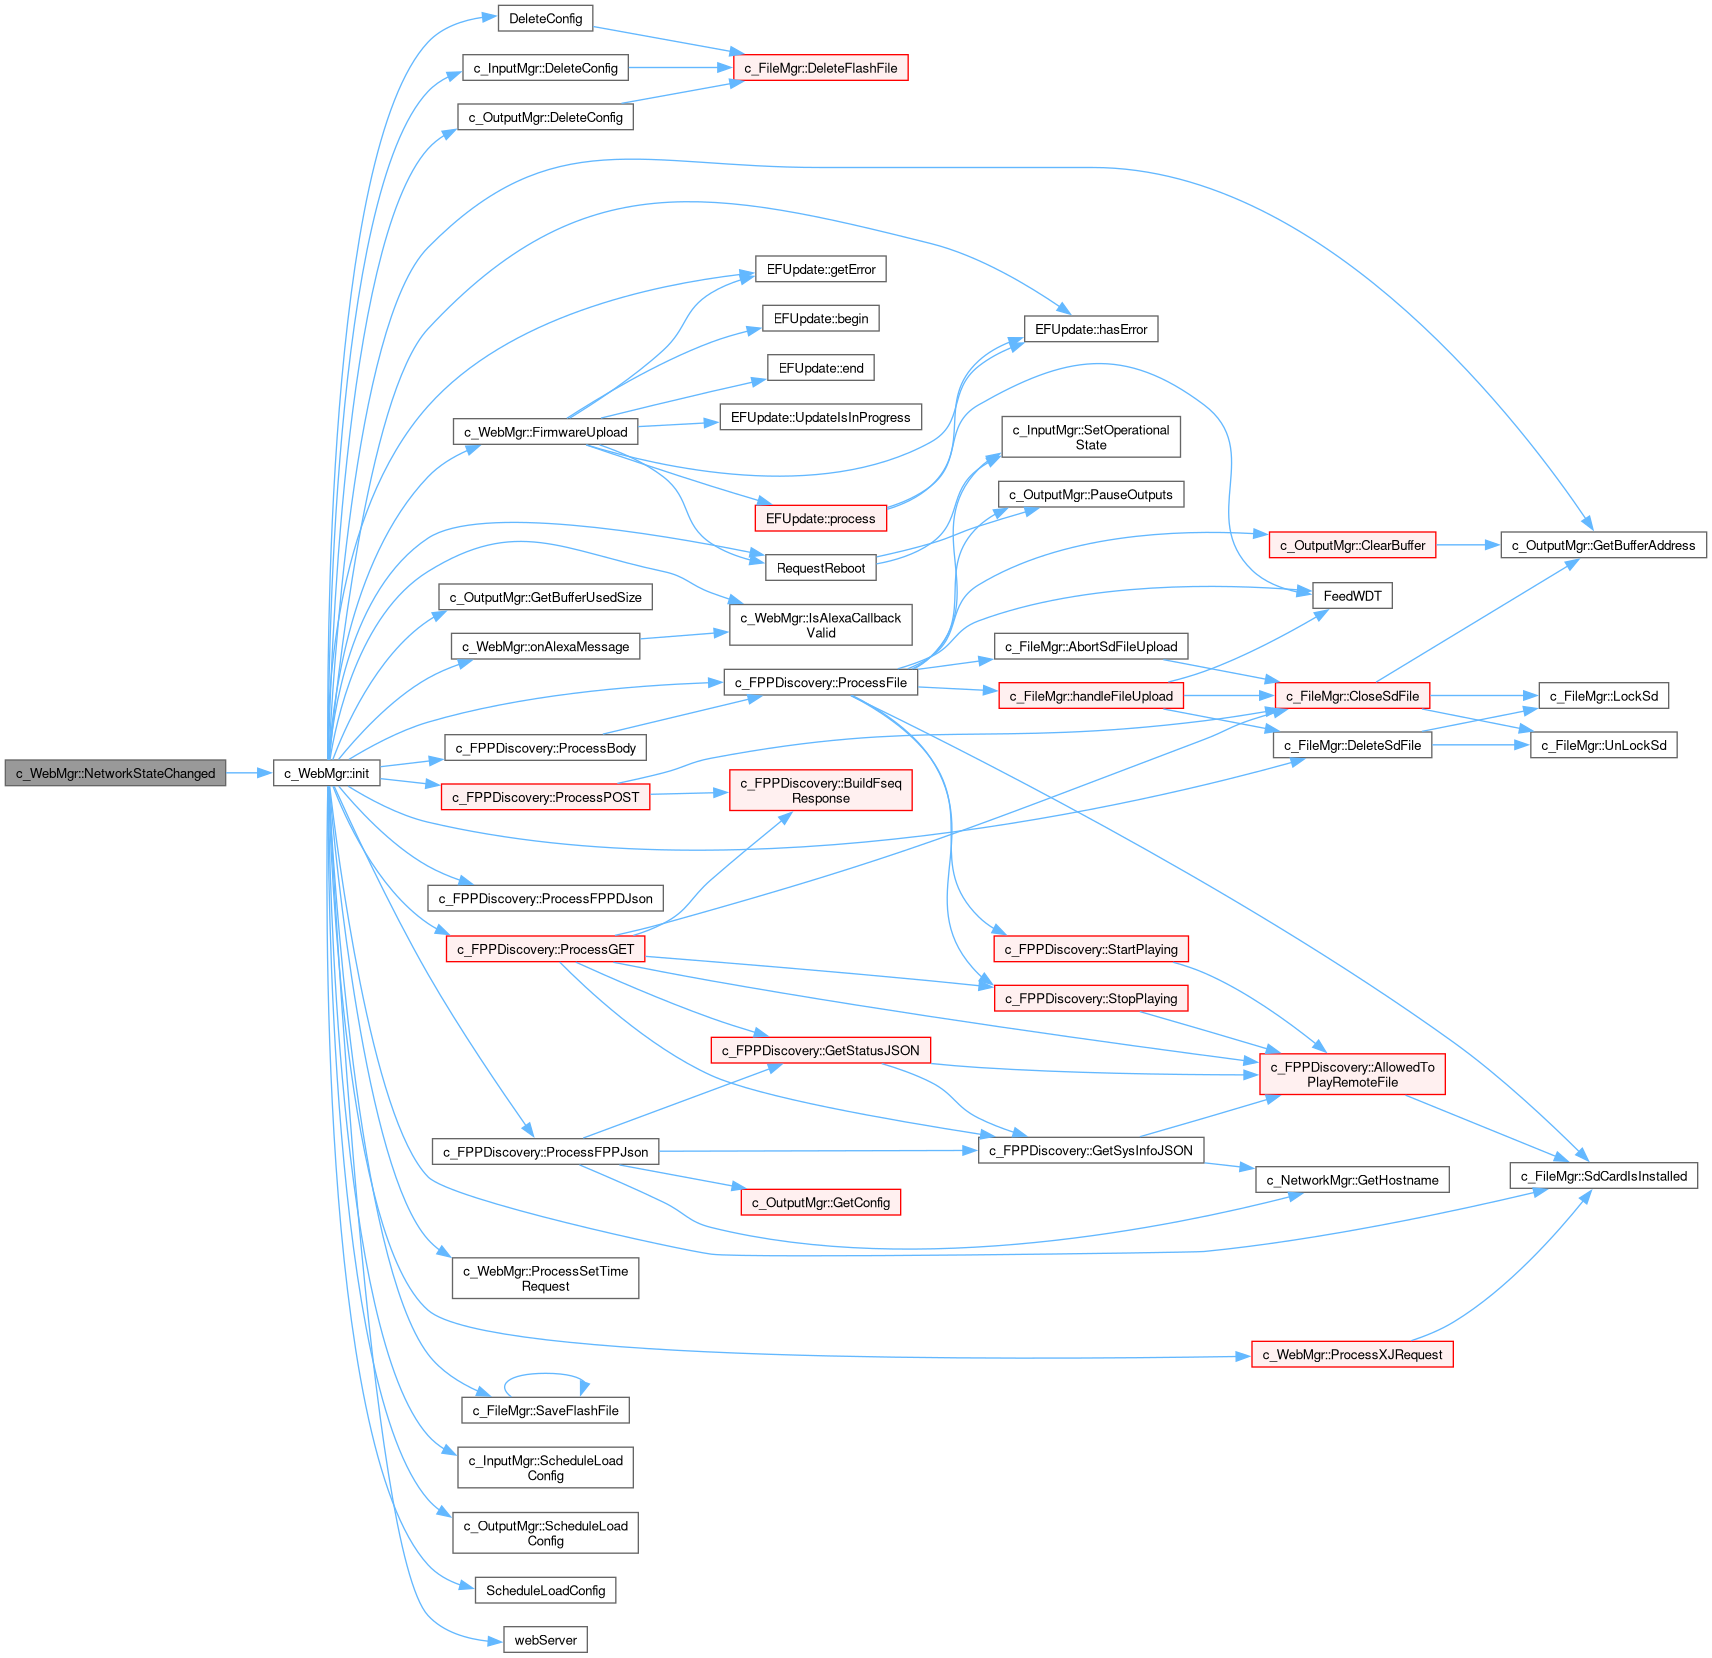 DeleteConfig
c_InputMgr::DeleteConfig
c_FileMgr::DeleteFlashFile
c_OutputMgr::DeleteConfig
EFUpdate::getError
EFUpdate::begin
EFUpdate::hasError
EFUpdate::end
EFUpdate::UpdateIsInProgress
c_WebMgr::FirmwareUpload
c_InputMgr::SetOperational
State
c_OutputMgr::PauseOutputs
EFUpdate::process
c_OutputMgr::ClearBuffer
c_OutputMgr::GetBufferAddress
RequestReboot
c_OutputMgr::GetBufferUsedSize
FeedWDT
c_WebMgr::IsAlexaCallback
Valid
c_WebMgr::onAlexaMessage
c_FileMgr::AbortSdFileUpload
c_FPPDiscovery::ProcessFile
c_FileMgr::handleFileUpload
c_FileMgr::CloseSdFile
c_FileMgr::LockSd
c_FPPDiscovery::ProcessBody
c_FileMgr::DeleteSdFile
c_FileMgr::UnLockSd
c_WebMgr::NetworkStateChanged
c_WebMgr::init
c_FPPDiscovery::ProcessPOST
c_FPPDiscovery::BuildFseq
Response
c_FPPDiscovery::ProcessFPPDJson
c_FPPDiscovery::ProcessGET
c_FPPDiscovery::StartPlaying
c_FPPDiscovery::StopPlaying
c_FPPDiscovery::GetStatusJSON
c_FPPDiscovery::AllowedTo
PlayRemoteFile
c_FPPDiscovery::ProcessFPPJson
c_FPPDiscovery::GetSysInfoJSON
c_NetworkMgr::GetHostname
c_FileMgr::SdCardIsInstalled
c_OutputMgr::GetConfig
c_WebMgr::ProcessSetTime
Request
c_WebMgr::ProcessXJRequest
c_FileMgr::SaveFlashFile
c_InputMgr::ScheduleLoad
Config
c_OutputMgr::ScheduleLoad
Config
ScheduleLoadConfig
webServer